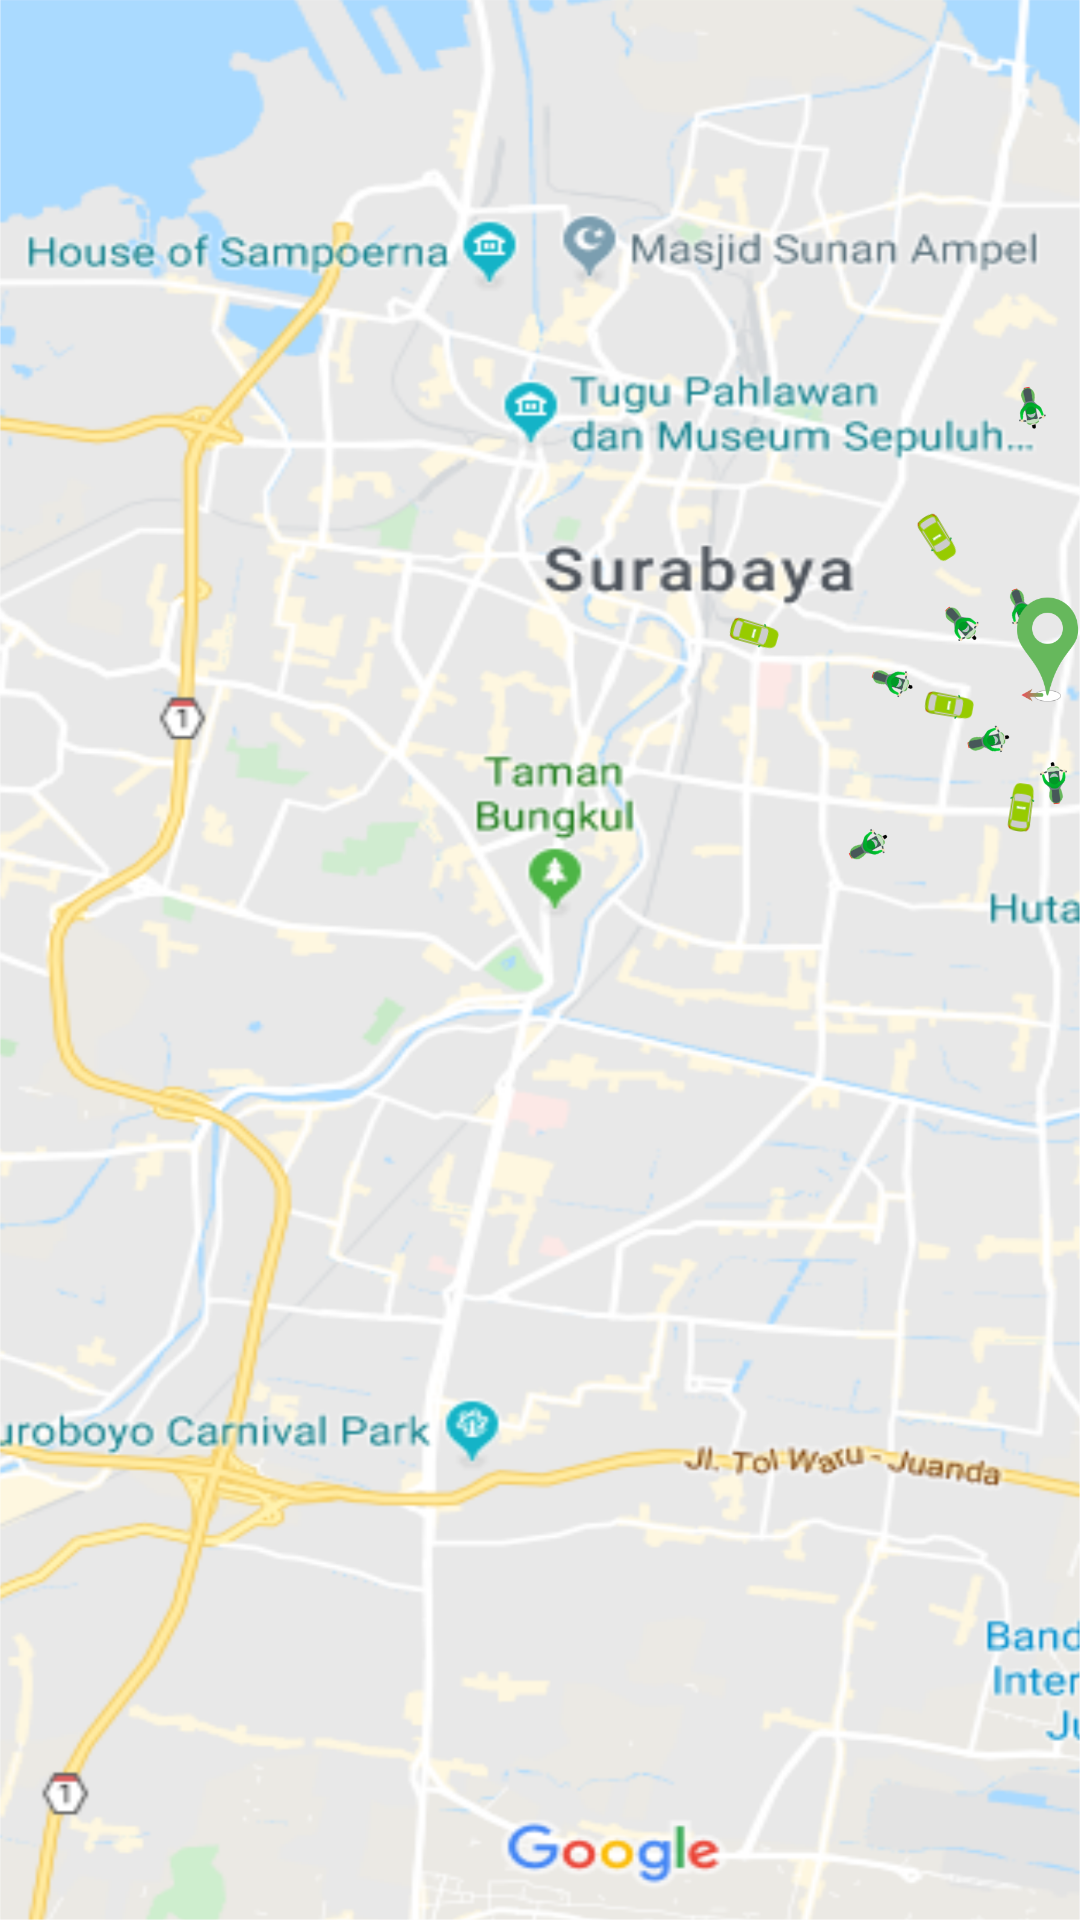 House of Sampoerna
Masjid Sunan Ampel
Tugu Pahlawan
dan Museum Sepuluh...
Surabaya
1
Taman
Bungkul
Huta
uroboyo Carnival Park
Jl. Tol Waru - Juanda
Band
Inter
Ju
1
Google